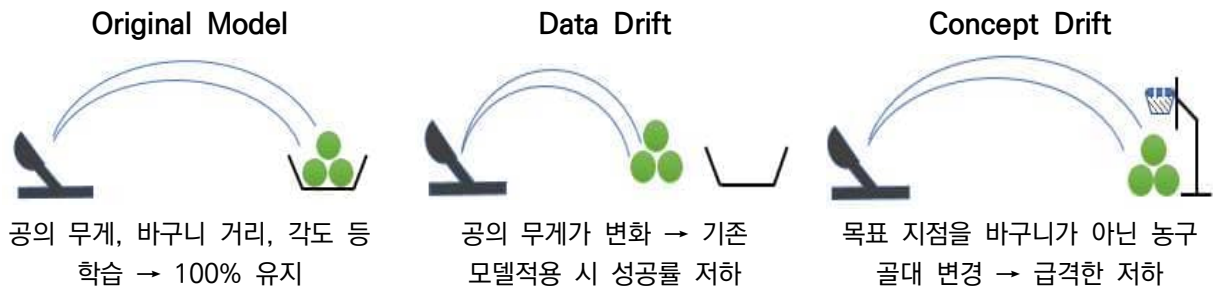 Original Model
Data Drift
Concept Drift
공의 무게, 바구니 거리, 각도 등
학습 → 100% 유지
공의 무게가 변화 → 기존
모델적용 시 성공률 저하
목표 지점을 바구니가 아닌 농구
골대 변경 → 급격한 저하